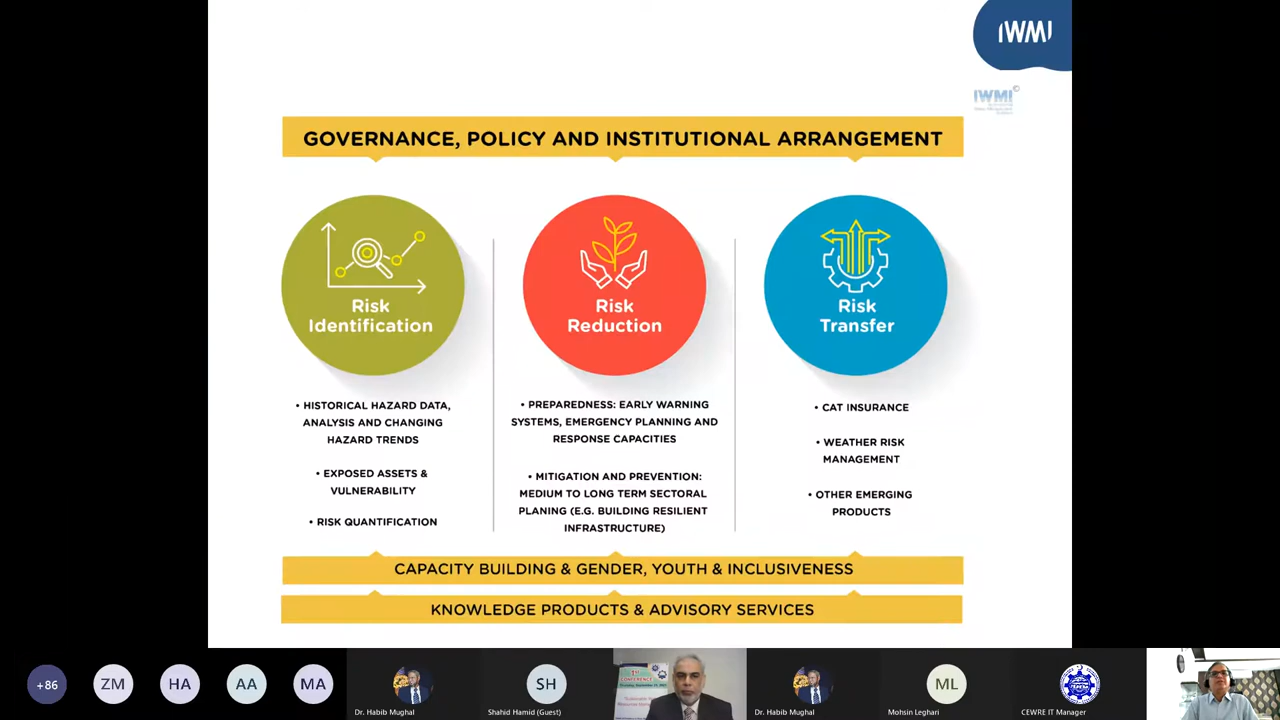 IWMI
IWMI
GOVERNANCE, POLICY AND INSTITUTIONAL ARRANGEMENT
Risk
Identification
• HISTORICAL HAZARD DATA,
ANALYSIS AND CHANGING
HAZARD TRENDS
• EXPOSED ASSETS &
VULNERABILITY
• RISK QUANTIFICATION
Risk
Reduction
• PREPAREDNESS: EARLY WARNING
SYSTEMS, EMERGENCY PLANNING AND
RESPONSE CAPACITIES
• MITIGATION AND PREVENTION:
MEDIUM TO LONG TERM SECTORAL
PLANING (E.G. BUILDING RESILIENT
INFRASTRUCTURE)
Risk
Transfer
• CAT INSURANCE
• WEATHER RISK
MANAGEMENT
• OTHER EMERGING
PRODUCTS
CAPACITY BUILDING & GENDER, YOUTH & INCLUSIVENESS
KNOWLEDGE PRODUCTS & ADVISORY SERVICES
+86
ZM
HA
AA
MA
Dr. Habib Mughal
SH
Shahid Hamid (Guest)
CONFERENCE
Dr. Habib Mughal
ML
Mohsin Leghari
CEWRE IT Manager